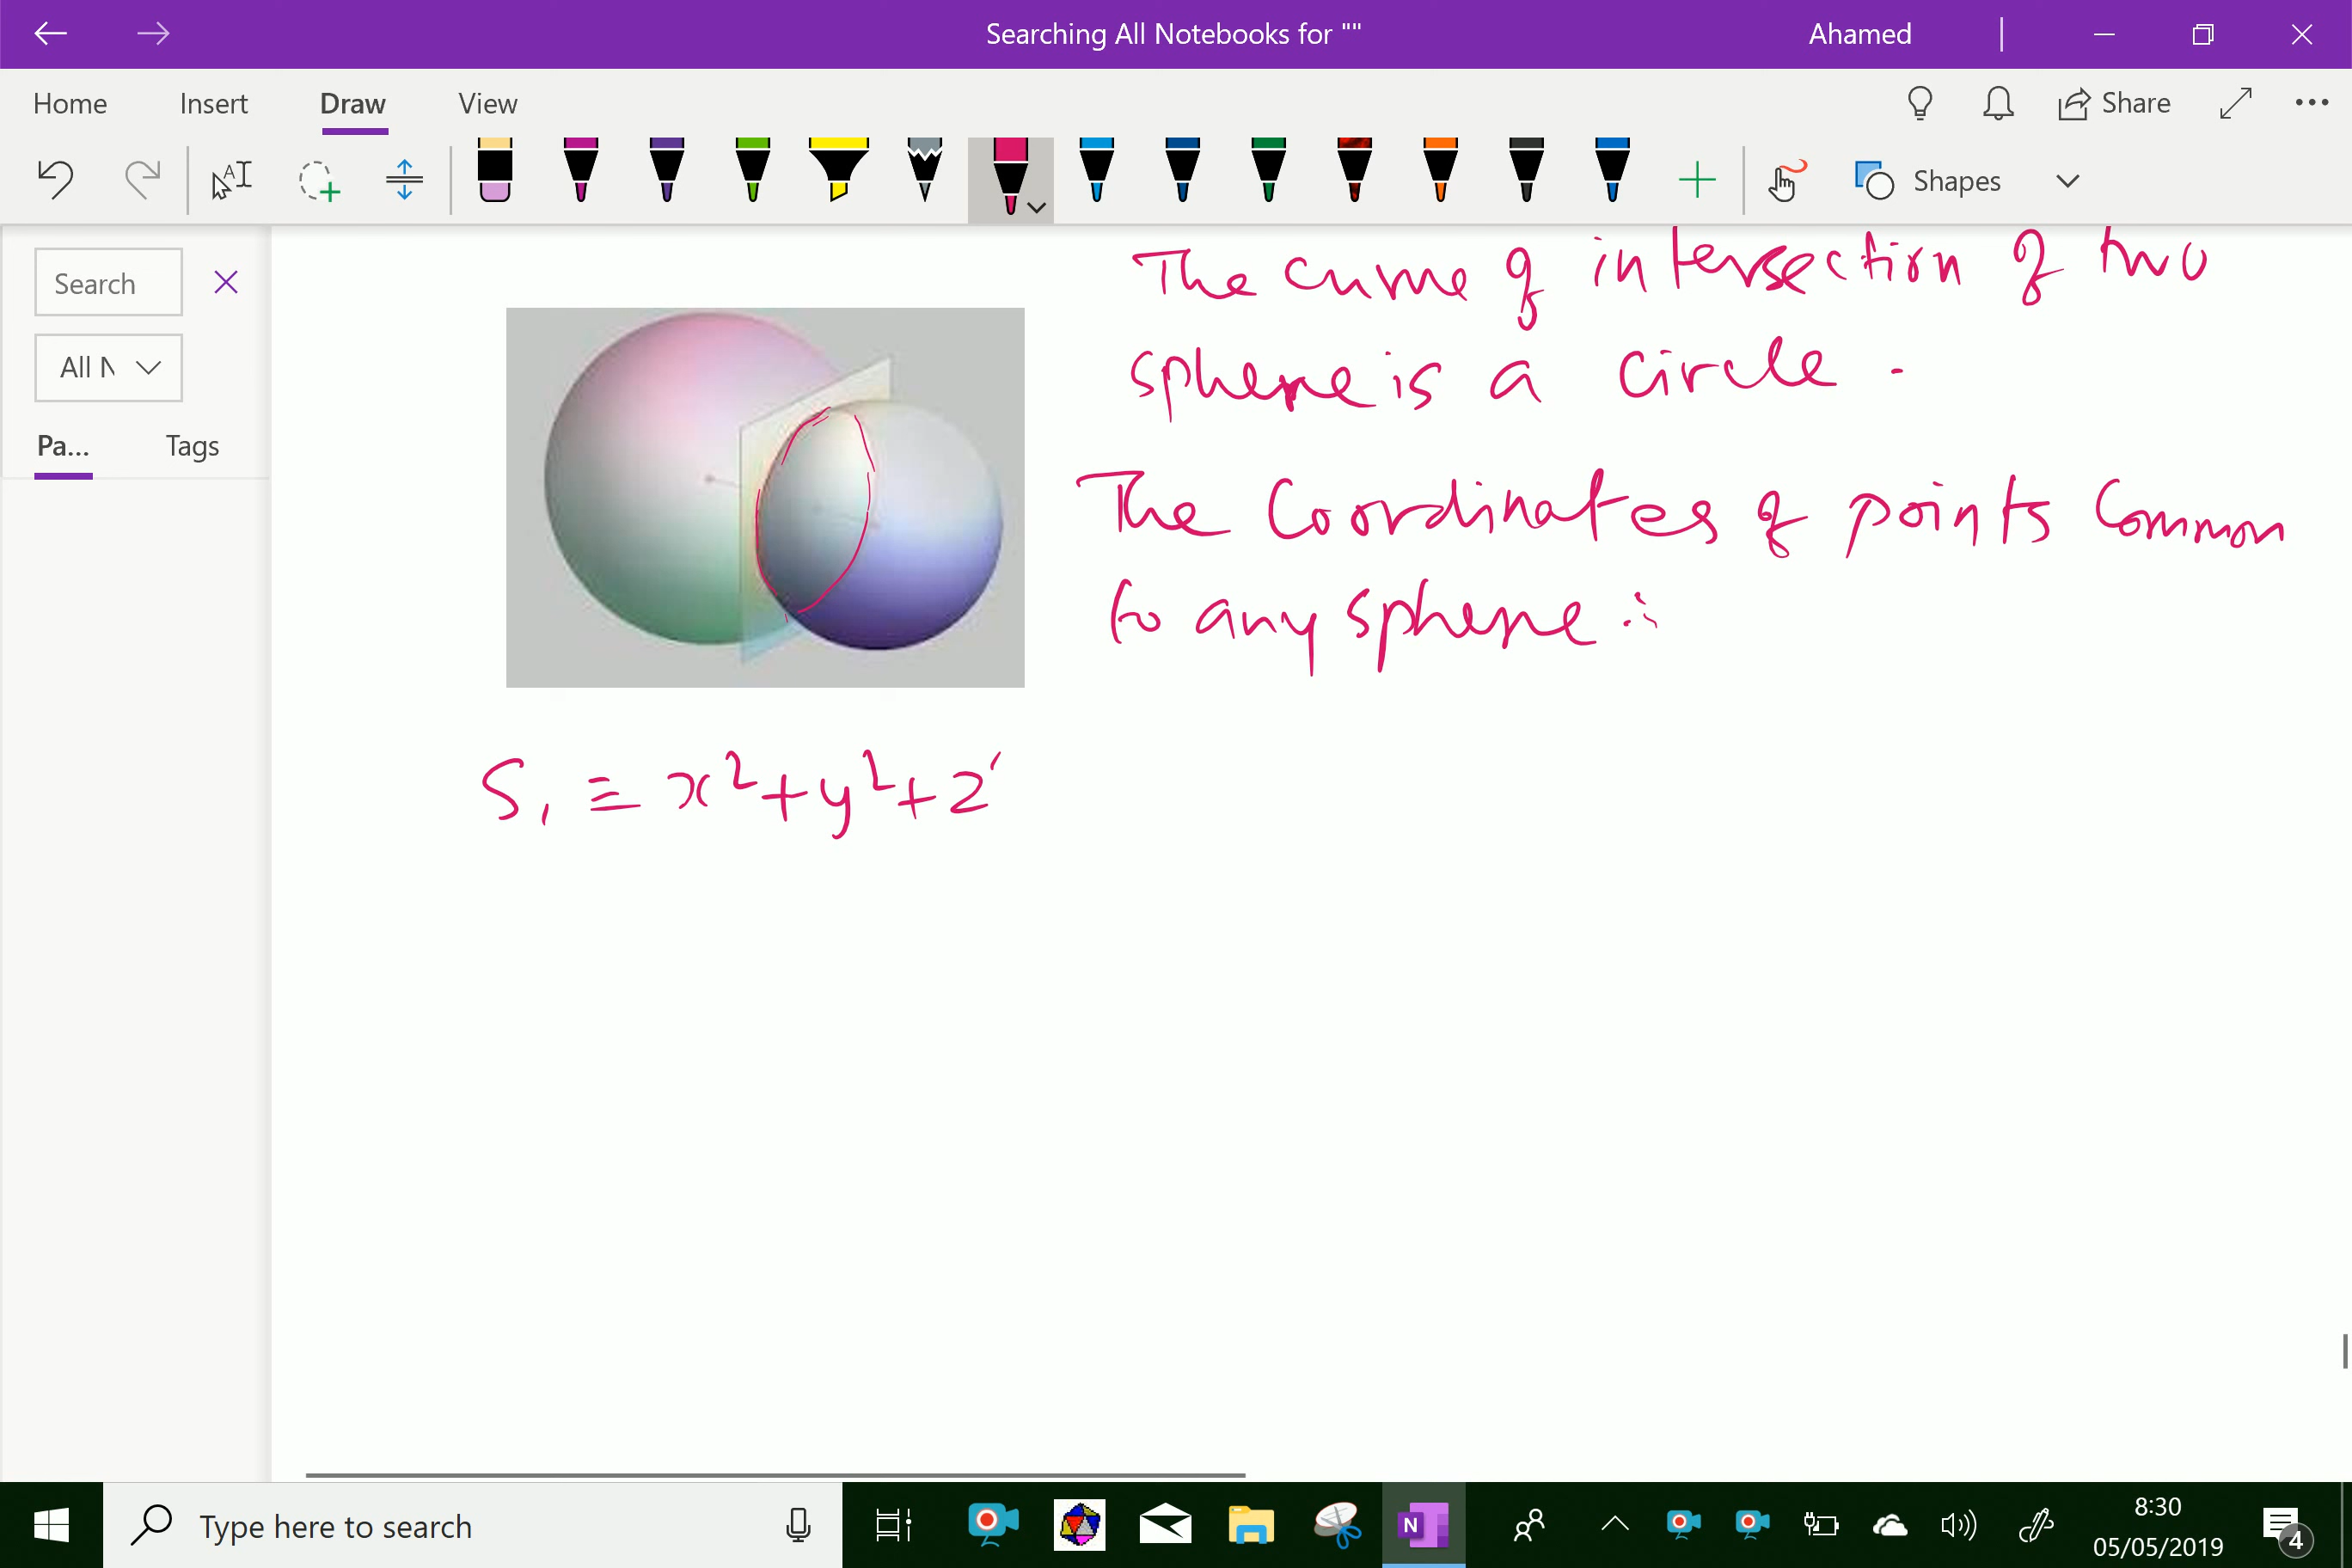 Searching All Notebooks for ""
Ahamed
Home Insert Draw View
Share
Shapes
Search
All N
Pa... Tags
The curve of intersection of two
sphere is a circle .
The Coordinates of points Common
to any sphere
S₁ ≡ x²+y²+z
Type here to search
8:30
05/05/2019
4